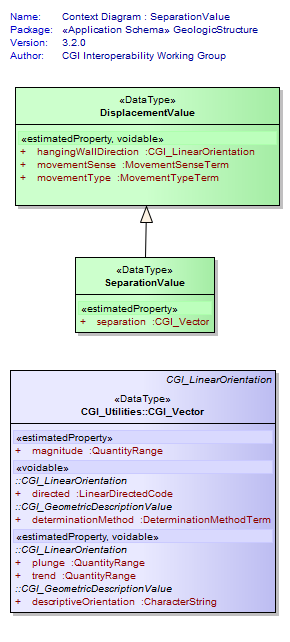 Name: Context Diagram : SeparationValue
Package: «Application Schema» GeologicStructure
Version: 3.2.0
Author: CGI Interoperability Working Group
«DataType»
DisplacementValue
«estimatedProperty, voidable»
+ hangingWallDirection :CGI_LinearOrientation
+ movementSense :MovementSenseTerm
+ movementType :MovementTypeTerm
«DataType»
SeparationValue
«estimatedProperty»
+ separation :CGI_Vector
CGI_LinearOrientation
«DataType»
CGI_Utilities::CGI_Vector
«estimatedProperty»
+ magnitude :QuantityRange
«voidable»
::CGI_LinearOrientation
+ directed :LinearDirectedCode
::CGI_GeometricDescriptionValue
+ determinationMethod :DeterminationMethodTerm
«estimatedProperty, voidable»
::CGI_LinearOrientation
+ plunge :QuantityRange
+ trend :QuantityRange
::CGI_GeometricDescriptionValue
+ descriptiveOrientation :CharacterString